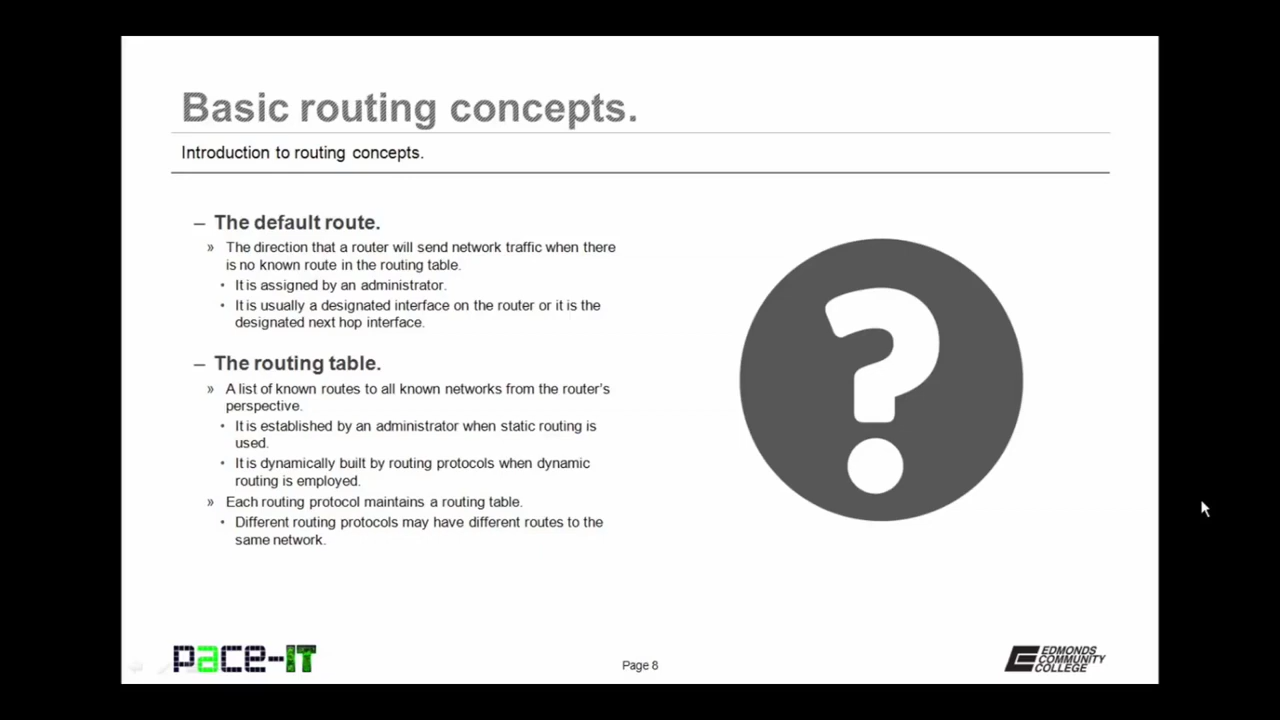 Basic routing concepts.
Introduction to routing concepts.
– The default route.
» The direction that a router will send network traffic when there
is no known route in the routing table.
• It is assigned by an administrator.
• It is usually a designated interface on the router or it is the
designated next hop interface.
– The routing table.
» A list of known routes to all known networks from the router's
perspective.
• It is established by an administrator when static routing is
used.
• It is dynamically built by routing protocols when dynamic
routing is employed.
» Each routing protocol maintains a routing table.
• Different routing protocols may have different routes to the
same network.
?
pace-IT
Page 8
EDMONDS
COMMUNITY
COLLEGE